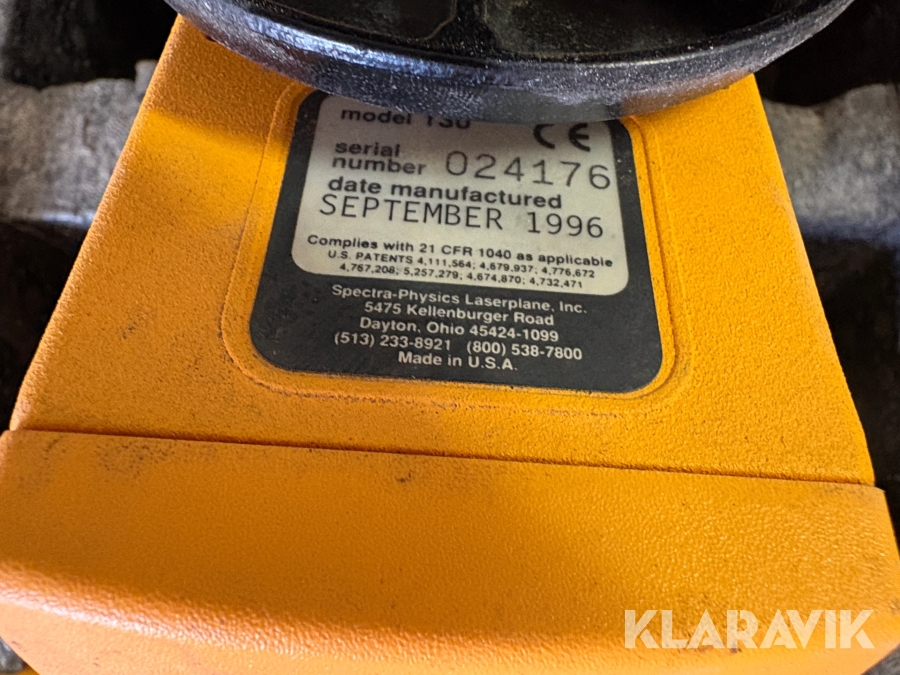 model
serial
number 024176
date manufactured
SEPTEMBER 1996
CE
Complies with 21 CFR 1040 as applicable
U.S. PATENTS 4,111,564; 4,679,937; 4,776,672
4,767,208; 5,257,279; 4,674,870; 4,732,471
Spectra-Physics Laserplane, Inc.
5475 Kellenburger Road
Dayton, Ohio 45424-1099
(513) 233-8921 (800) 538-7800
Made in U.S.A.
KLARAVIK